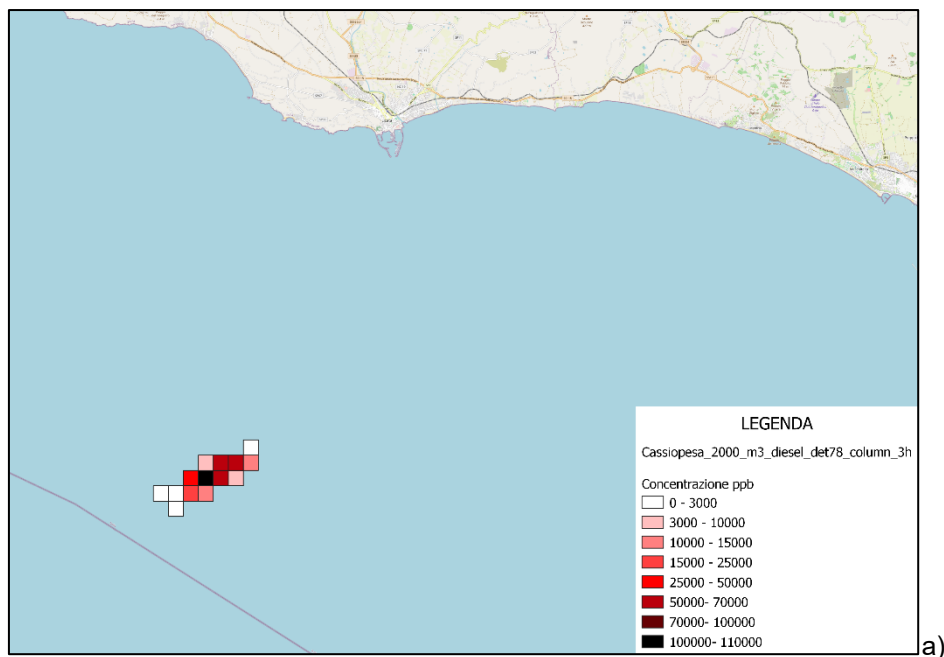 LEGENDA
Cassiopesa_2000_m3_diesel_det78_column_3h
Concentrazione ppb
0 - 3000
3000 - 10000
10000 - 15000
15000 - 25000
25000 - 50000
50000- 70000
70000- 100000
100000- 110000
a)